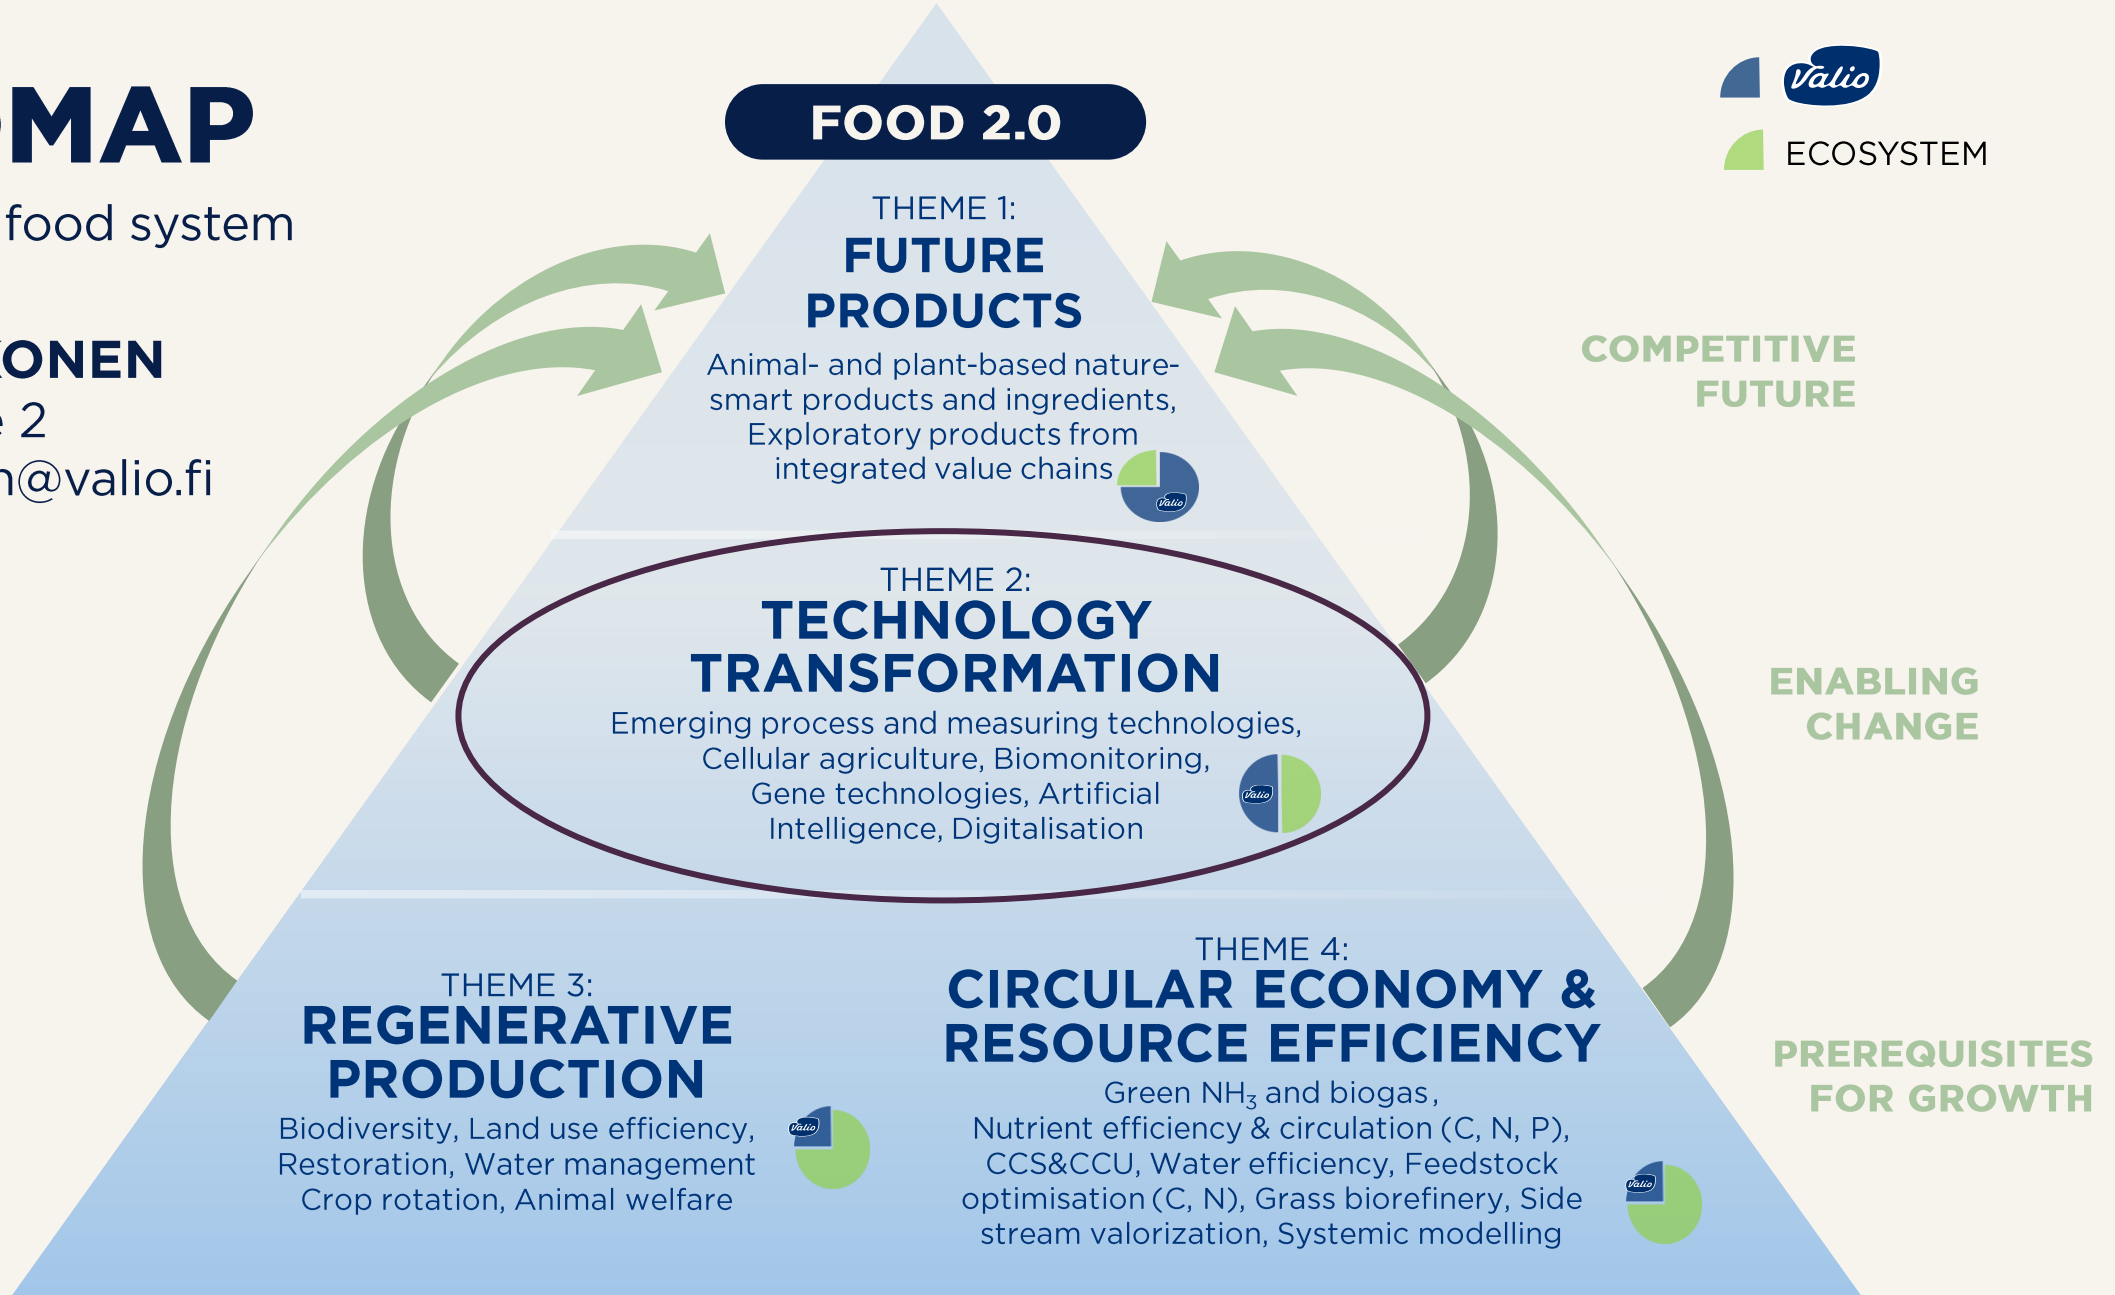 MAP
food system
KONEN
2
n@valio.fi
FOOD 2.0
Valio
ECOSYSTEM
THEME 1:
FUTURE
PRODUCTS
Animal- and plant-based nature-
smart products and ingredients,
Exploratory products from
integrated value chains
Valio
COMPETITIVE
FUTURE
THEME 2:
TECHNOLOGY
TRANSFORMATION
Emerging process and measuring technologies,
Cellular agriculture, Biomonitoring,
Gene technologies, Artificial
Intelligence, Digitalisation
Valio
ENABLING
CHANGE
THEME 3:
REGENERATIVE
PRODUCTION
Biodiversity, Land use efficiency,
Restoration, Water management
Crop rotation, Animal welfare
Valio
THEME 4:
CIRCULAR ECONOMY &
RESOURCE EFFICIENCY
Green NH₃ and biogas,
Nutrient efficiency & circulation (C, N, P),
CCS&CCU, Water efficiency, Feedstock
optimisation (C, N), Grass biorefinery, Side
stream valorization, Systemic modelling
Valio
PREREQUISITES
FOR GROWTH